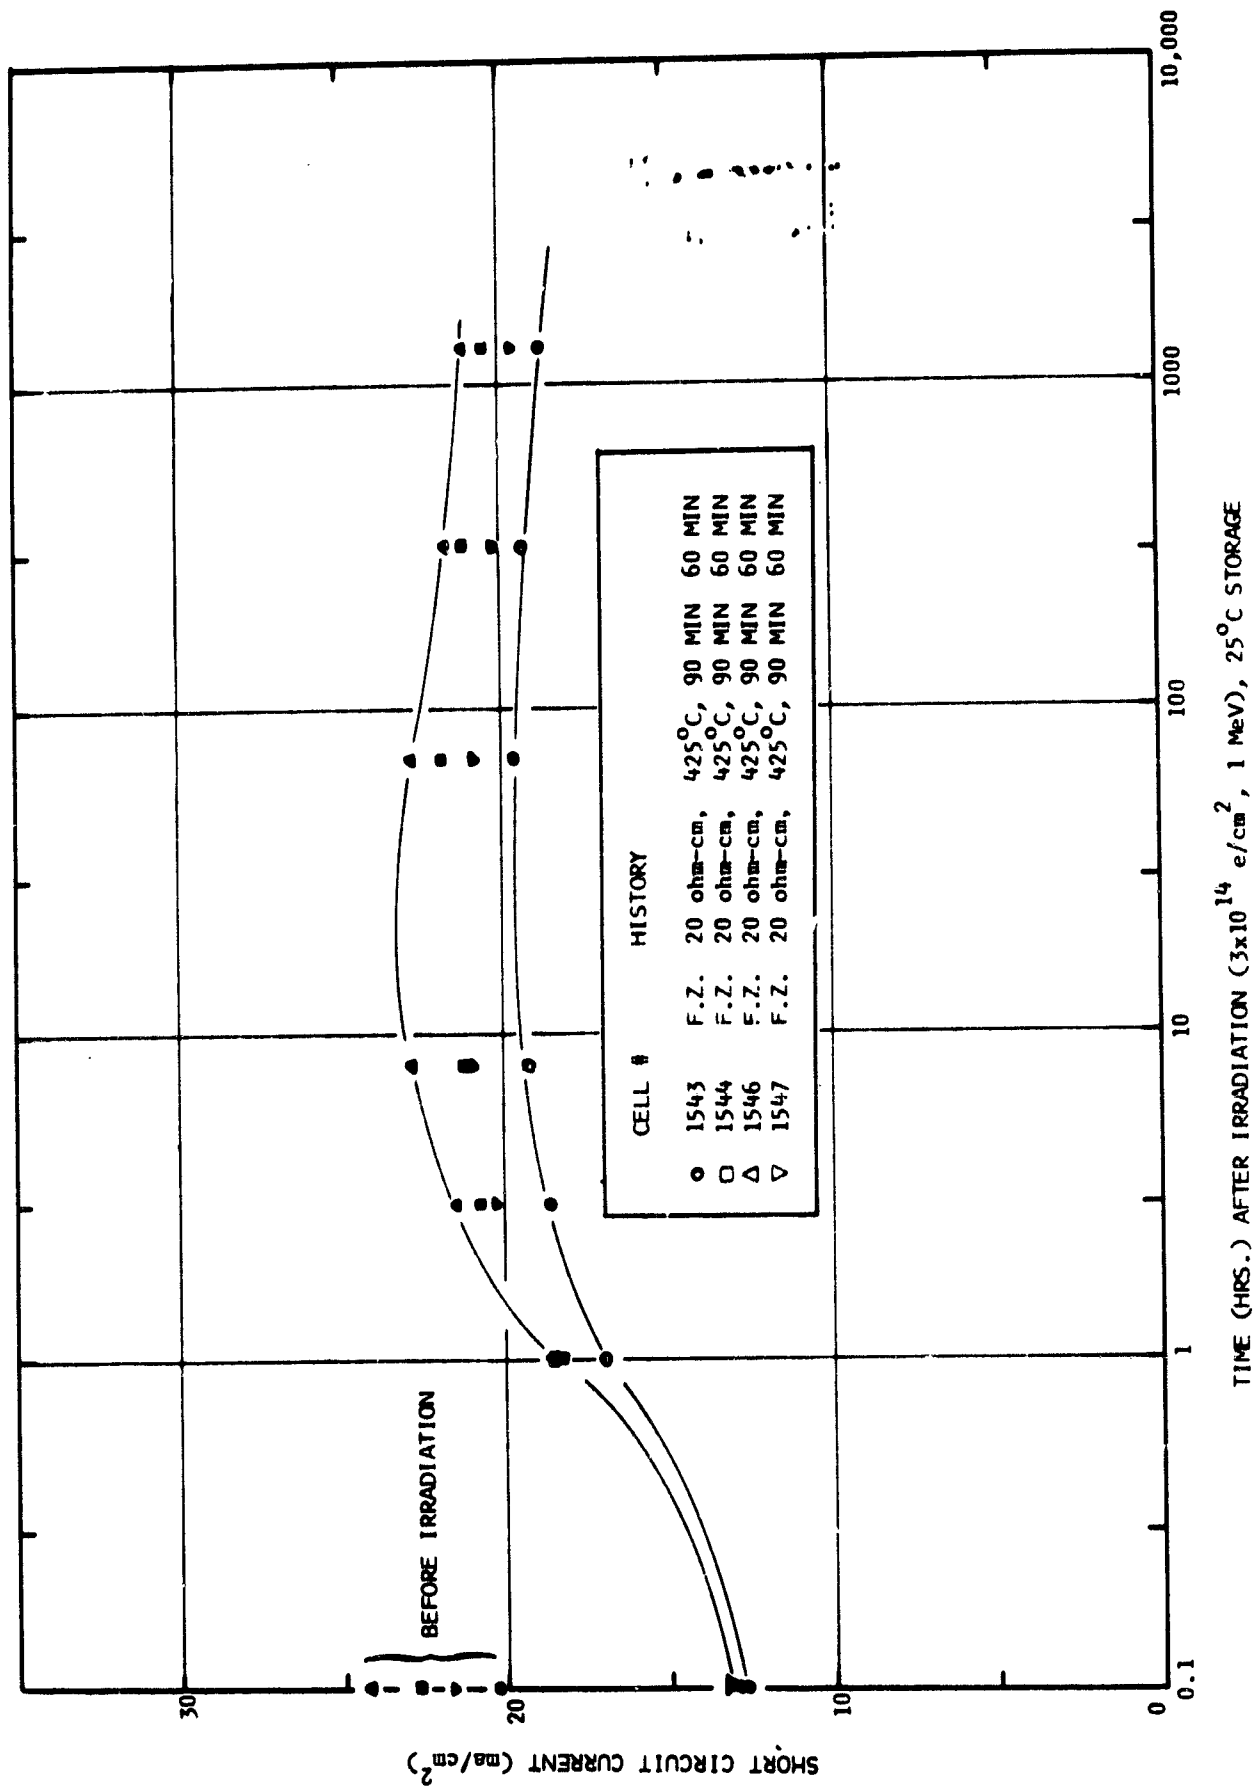 SHORT CIRCUIT CURRENT (ma/cm²)
30
20
10
0
BEFORE IRRADIATION
CELL # HISTORY
1543 F.Z. 20 ohm-cm, 425°C, 90 MIN 60 MIN
1544 F.Z. 20 ohm-cm, 425°C, 90 MIN 60 MIN
1546 F.Z. 20 ohm-cm, 425°C, 90 MIN 60 MIN
1547 F.Z. 20 ohm-cm, 425°C, 90 MIN 60 MIN
0.1 1 10 100 1000 10,000
TIME (HRS.) AFTER IRRADIATION (3x10¹⁴ e/cm², 1 MeV), 25°C STORAGE